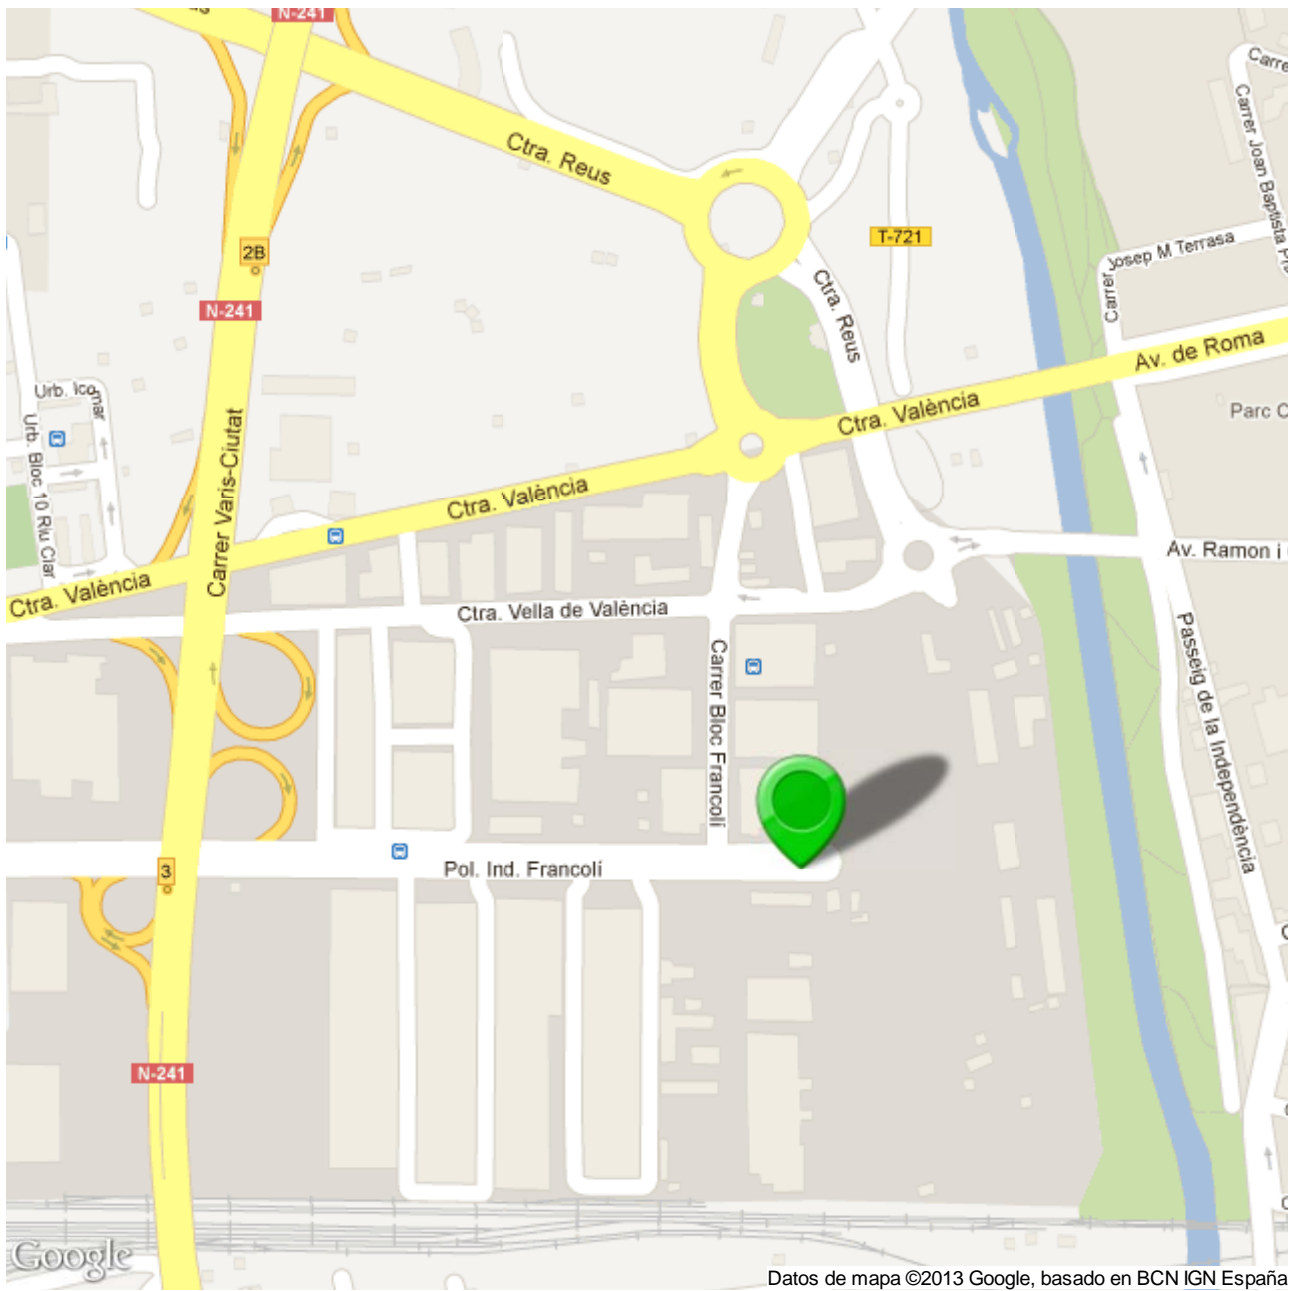 N-241
Ctra. Reus
Carre
Carrer Joan Baptista
2B
T-721
Josep M Terrasa
Carrer
N-241
Ctra. Reus
Av. de Roma
Urb. Icomar
Ctra. València
Parc C
Urb. Bloc 10 Riu Clar
Carrer Varis-Ciutat
Ctra. València
Av. Ramon i
Ctra. València
Ctra. Vella de València
Passeig de la Independència
Carrer Bloc Francolí
Pol. Ind. Francolí
3
N-241
Google
Datos de mapa ©2013 Google, basado en BCN IGN España